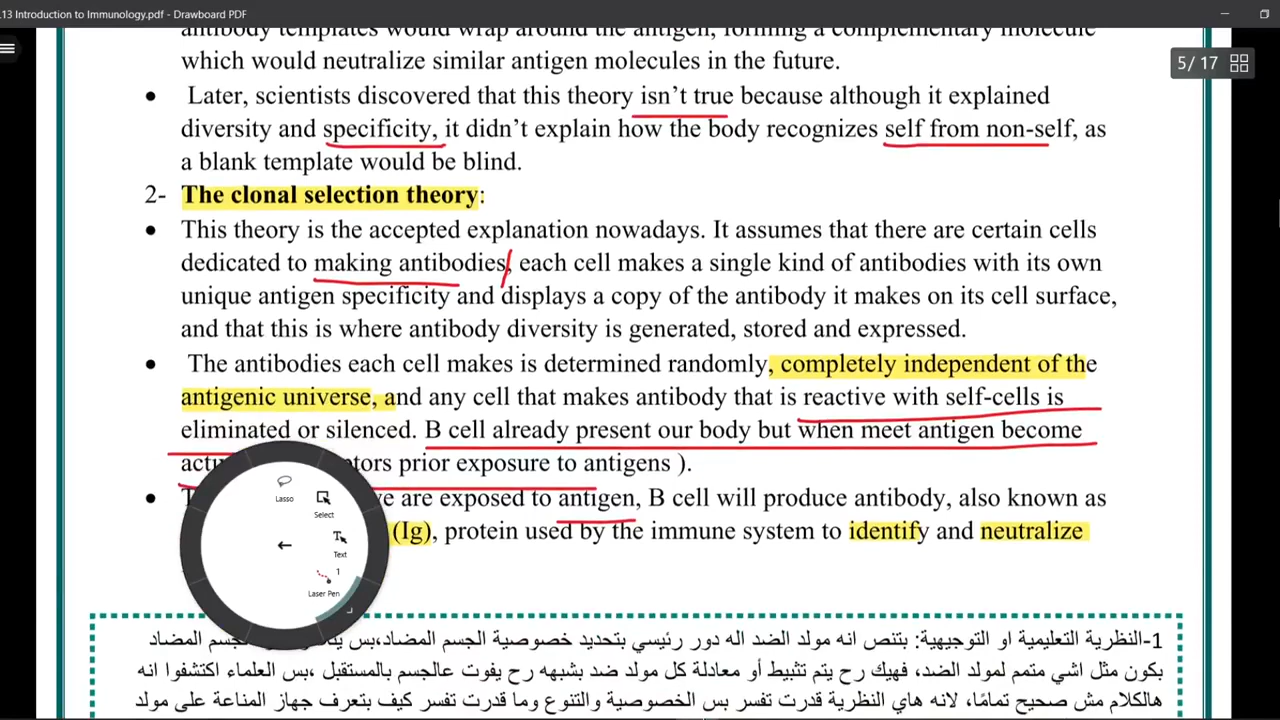 .13 Introduction to Immunology.pdf - Drawboard PDF
5/ 17
antibody templates would wrap around the antigen, forming a complementary molecule
which would neutralize similar antigen molecules in the future.
• Later, scientists discovered that this theory isn’t true because although it explained
diversity and specificity, it didn’t explain how the body recognizes self from non-self, as
a blank template would be blind.
2- The clonal selection theory:
• This theory is the accepted explanation nowadays. It assumes that there are certain cells
dedicated to making antibodies, each cell makes a single kind of antibodies with its own
unique antigen specificity and displays a copy of the antibody it makes on its cell surface,
and that this is where antibody diversity is generated, stored and expressed.
• The antibodies each cell makes is determined randomly, completely independent of the
antigenic universe, and any cell that makes antibody that is reactive with self-cells is
eliminated or silenced. B cell already present our body but when meet antigen become
prior exposure to antigens ).
• are exposed to antigen, B cell will produce antibody, also known as
(Ig), protein used by the immune system to identify and neutralize
Lasso
Select
Text
1
Laser Pen
1-النظرية التعليمية او التوجيهية: بتنص انه مولد الضد اله دور رئيسي بتحديد خصوصية الجسم المضاد،بس المضاد
بكون مثل اشي متمم لمولد الضد، فهيك رح يتم تثبيط أو معادلة كل مولد ضد بشبهه رح يفوت عالجسم بالمستقبل ،بس العلماء اكتشفوا انه
هالكلام مش صحيح تمامًا، لانه هاي النظرية قدرت تفسر بس الخصوصية والتنوع وما قدرت تفسر كيف بتعرف جهاز المناعة على مولد